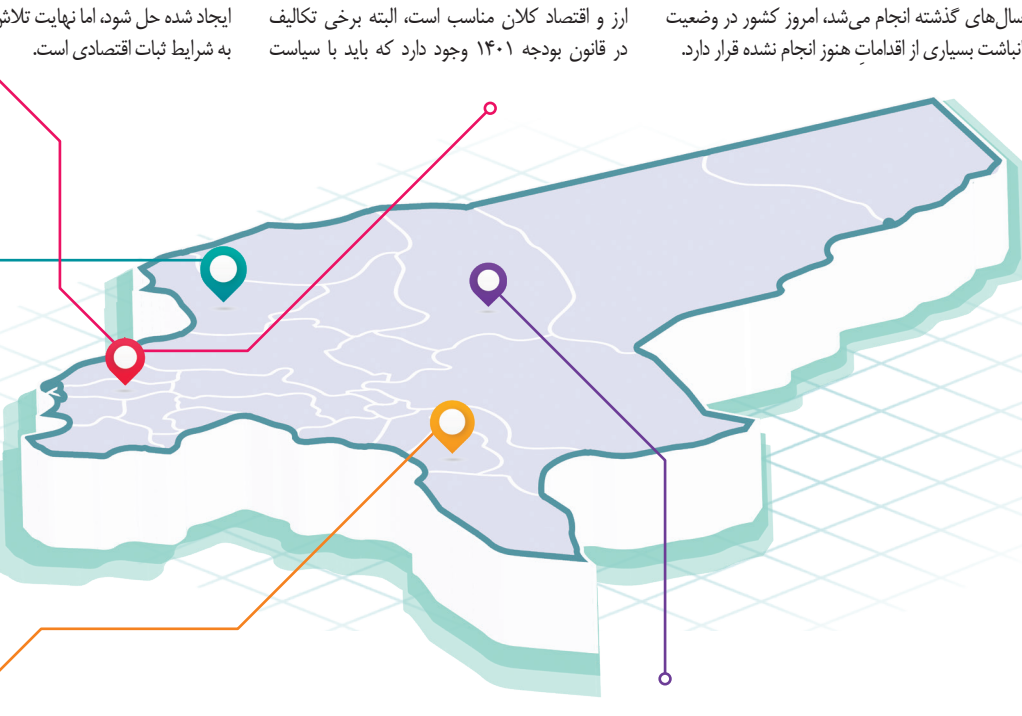 سال‌های گذشته انجام می‌شد، امروز کشور در وضعیت
انباشت بسیاری از اقداماتِ هنوز انجام نشده قرار دارد.
ارز و اقتصاد کلان مناسب است، البته برخی تکالیف
در قانون بودجه ۱۴۰۱ وجود دارد که باید با سیاست
ایجاد شده حل شود، اما نهایت تلاش
به شرایط ثبات اقتصادی است.